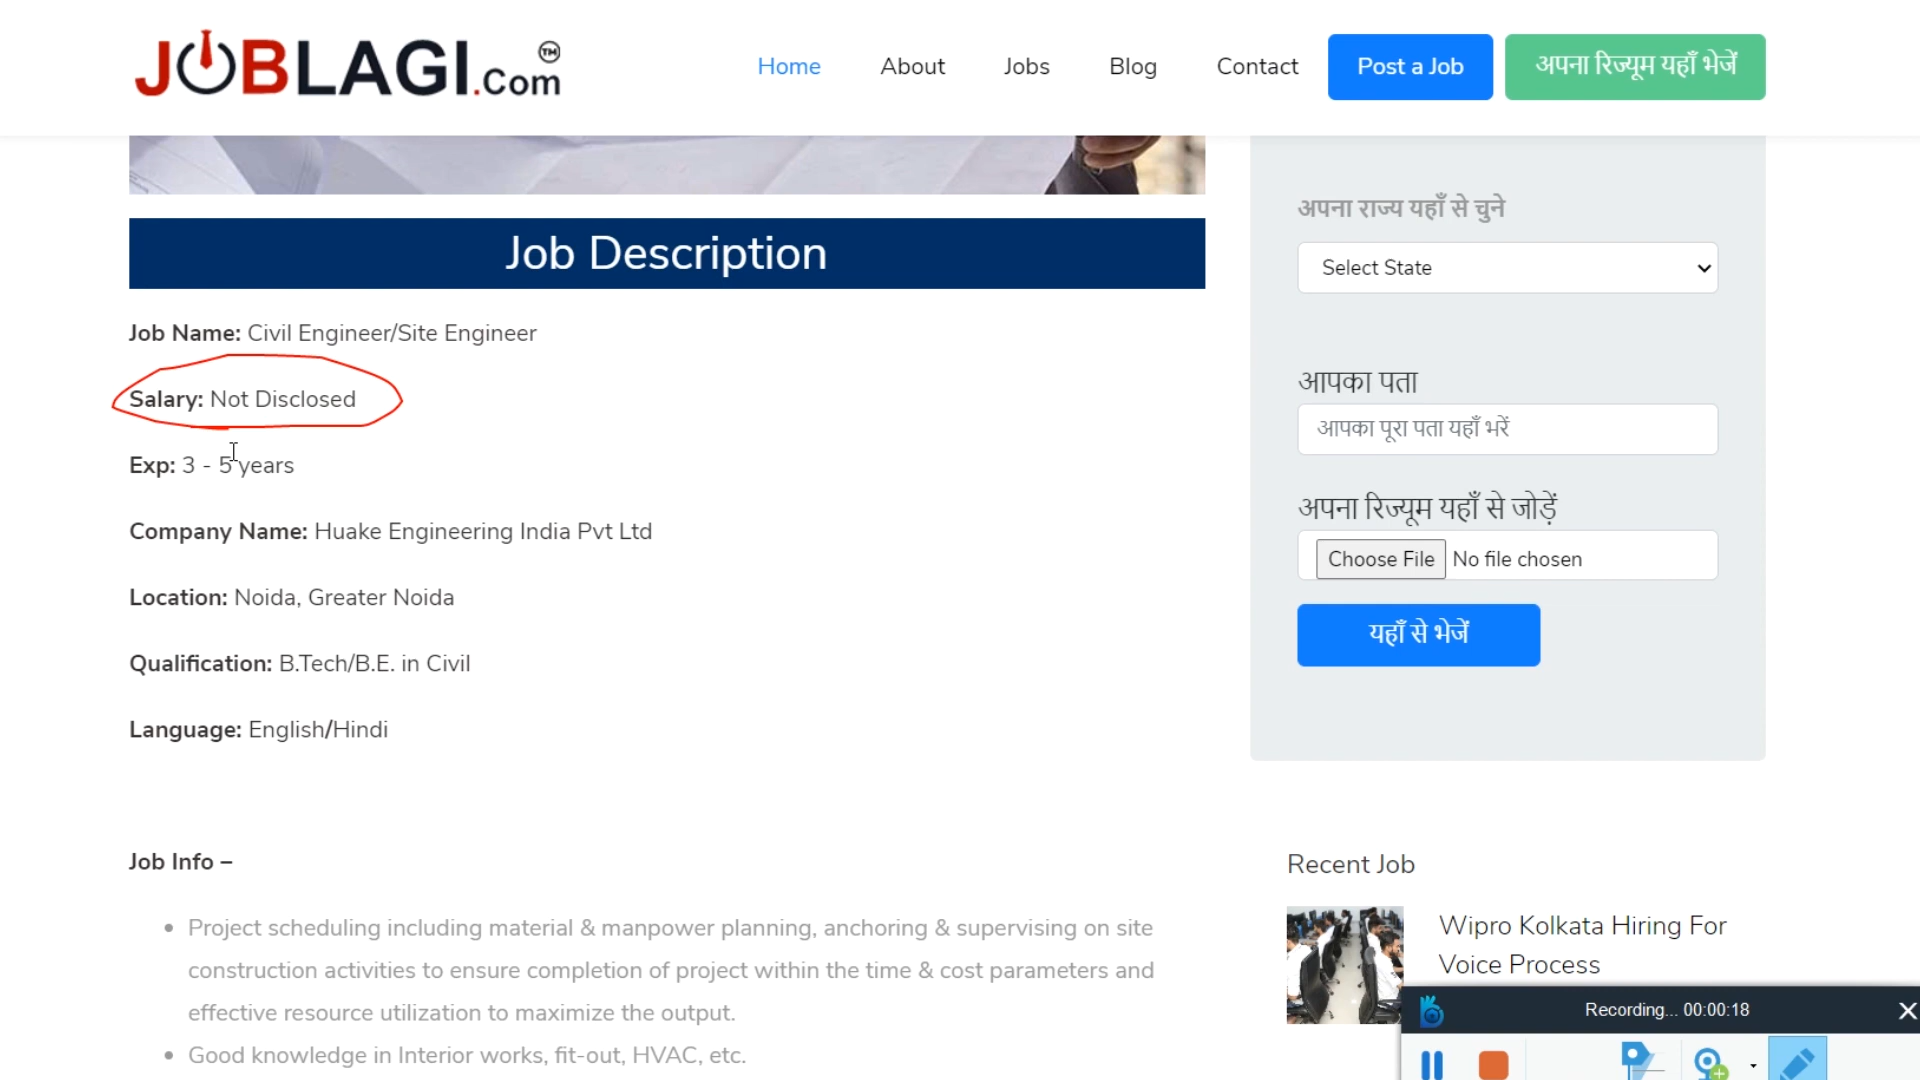 JOBLAGI.Com TM
Home About Jobs Blog Contact Post a Job अपना रिज्यूम यहाँ भेजें
Job Description
Job Name: Civil Engineer/Site Engineer
Salary: Not Disclosed
Exp: 3 - 5 years
Company Name: Huake Engineering India Pvt Ltd
Location: Noida, Greater Noida
Qualification: B.Tech/B.E. in Civil
Language: English/Hindi
Job Info –
• Project scheduling including material & manpower planning, anchoring & supervising on site
construction activities to ensure completion of project within the time & cost parameters and
effective resource utilization to maximize the output.
• Good knowledge in Interior works, fit-out, HVAC, etc.
अपना राज्य यहाँ से चुने
Select State
आपका पता
आपका पूरा पता यहाँ भरें
अपना रिज्यूम यहाँ से जोड़ें
Choose File No file chosen
यहाँ से भेजें
Recent Job
Wipro Kolkata Hiring For
Voice Process
Recording... 00:00:18